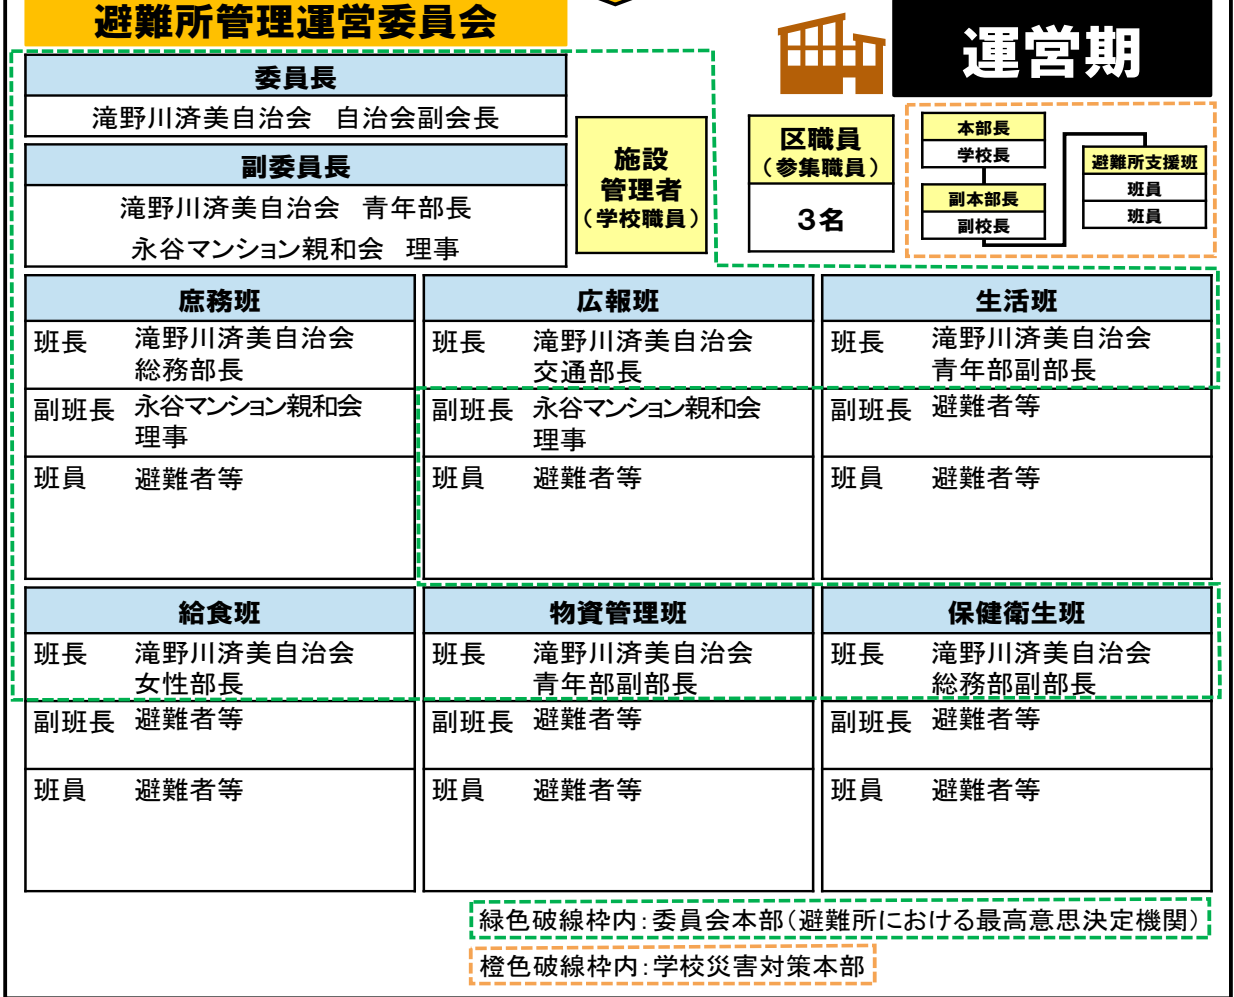 避難所管理運営委員会
運営期
委員長
滝野川済美自治会　自治会副会長
副委員長
滝野川済美自治会　青年部長
永谷マンション親和会　理事
施設
管理者
（学校職員）
区職員
（参集職員）
3名
本部長
学校長
副本部長
副校長
避難所支援班
班員
班員
庶務班
班長　滝野川済美自治会
総務部長
副班長　永谷マンション親和会
理事
班員　避難者等
広報班
班長　滝野川済美自治会
交通部長
副班長　永谷マンション親和会
理事
班員　避難者等
生活班
班長　滝野川済美自治会
青年部副部長
副班長　避難者等
班員　避難者等
給食班
班長　滝野川済美自治会
女性部長
副班長　避難者等
班員　避難者等
物資管理班
班長　滝野川済美自治会
青年部副部長
副班長　避難者等
班員　避難者等
保健衛生班
班長　滝野川済美自治会
総務部副部長
副班長　避難者等
班員　避難者等
緑色破線枠内：委員会本部（避難所における最高意思決定機関）
橙色破線枠内：学校災害対策本部